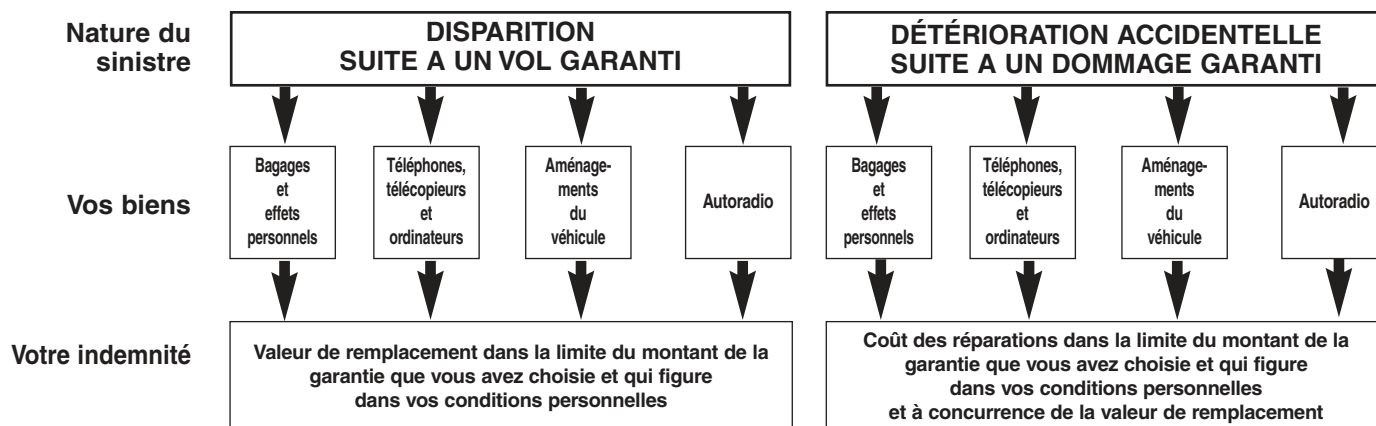 Nature du
sinistre
DISPARITION
SUITE A UN VOL GARANTI
DÉTÉRIORATION ACCIDENTELLE
SUITE A UN DOMMAGE GARANTI
Vos biens
Bagages
et
effets
personnels
Téléphones,
télécopieurs
et
ordinateurs
Aménage-
ments
du
véhicule
Autoradio
Bagages
et
effets
personnels
Téléphones,
télécopieurs
et
ordinateurs
Aménage-
ments
du
véhicule
Autoradio
Votre indemnité
Valeur de remplacement dans la limite du montant de la
garantie que vous avez choisie et qui figure
dans vos conditions personnelles
Coût des réparations dans la limite du montant de la
garantie que vous avez choisie et qui figure
dans vos conditions personnelles
et à concurrence de la valeur de remplacement